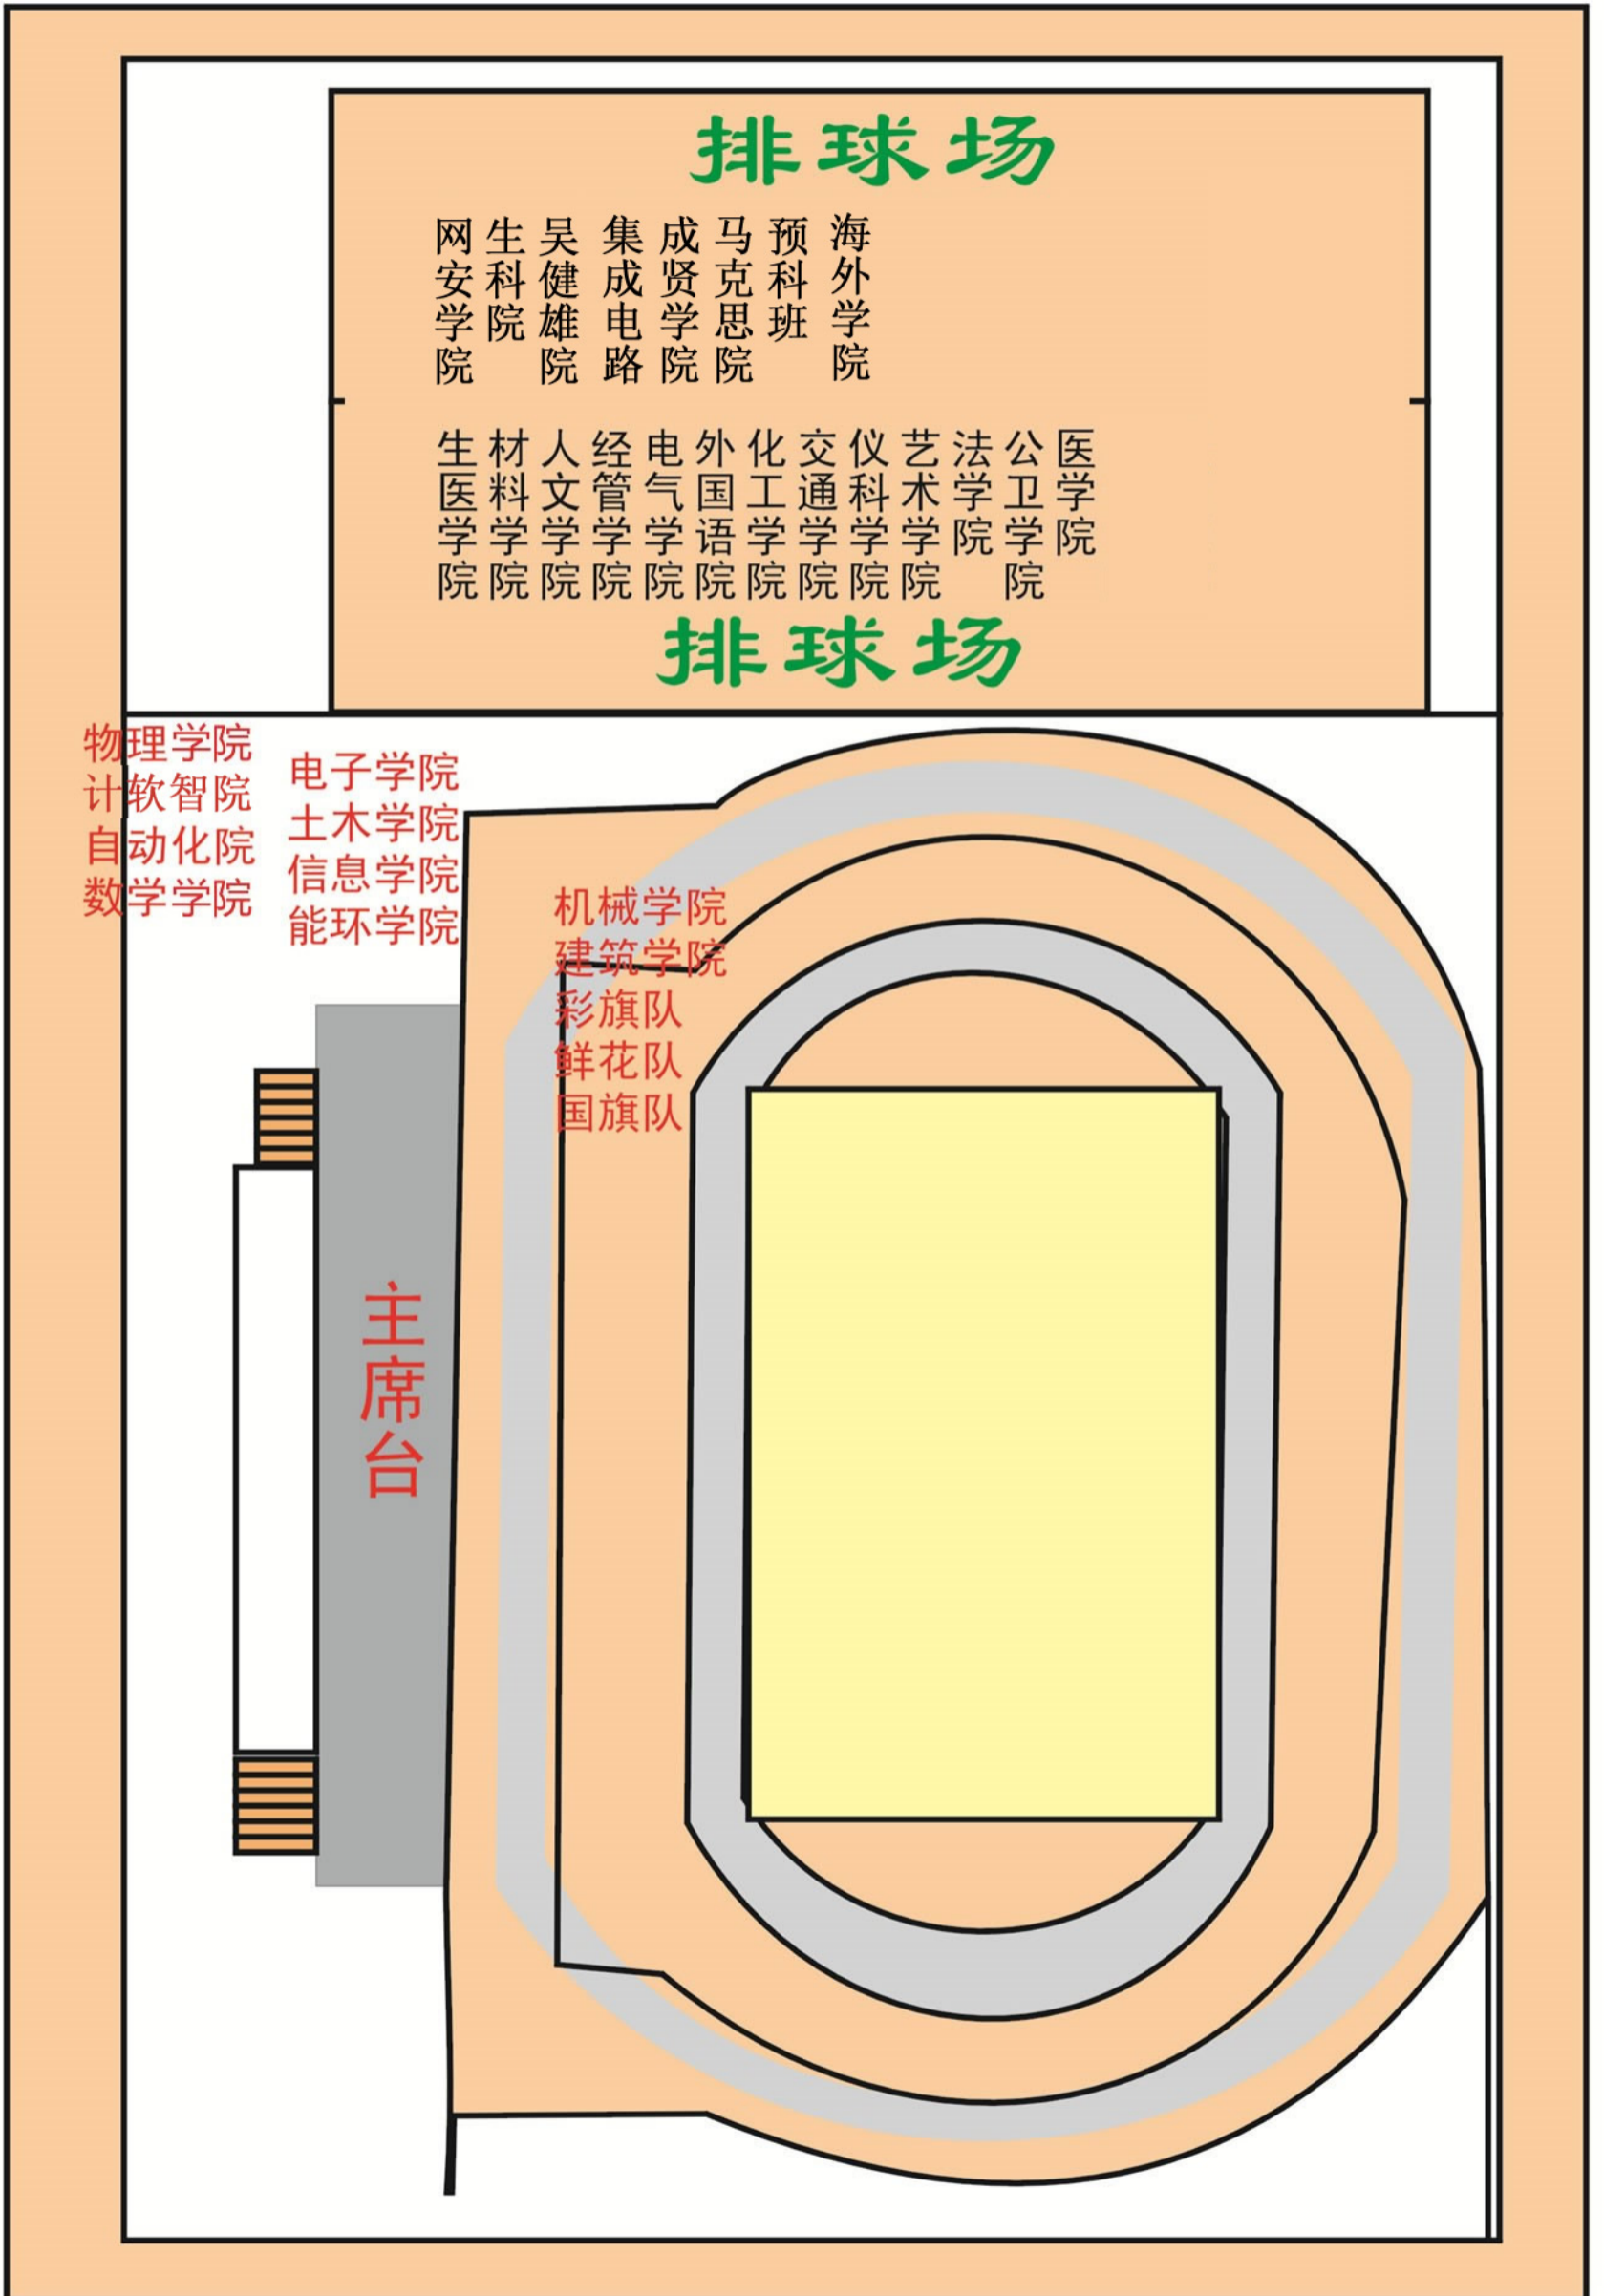 排球场
网安学院
生科院
吴健雄院
集成电路
成贤学院
马克思院
预科班
海外学院
生医学院
材料学院
人文学院
经管学院
电气学院
外国语院
化工学院
交通学院
仪科学院
艺术学院
法学院
公卫学院
医学院
排球场
物理学院
计软智院
自动化院
数学学院
电子学院
土木学院
信息学院
能环学院
机械学院
建筑学院
彩旗队
鲜花队
国旗队
主席台